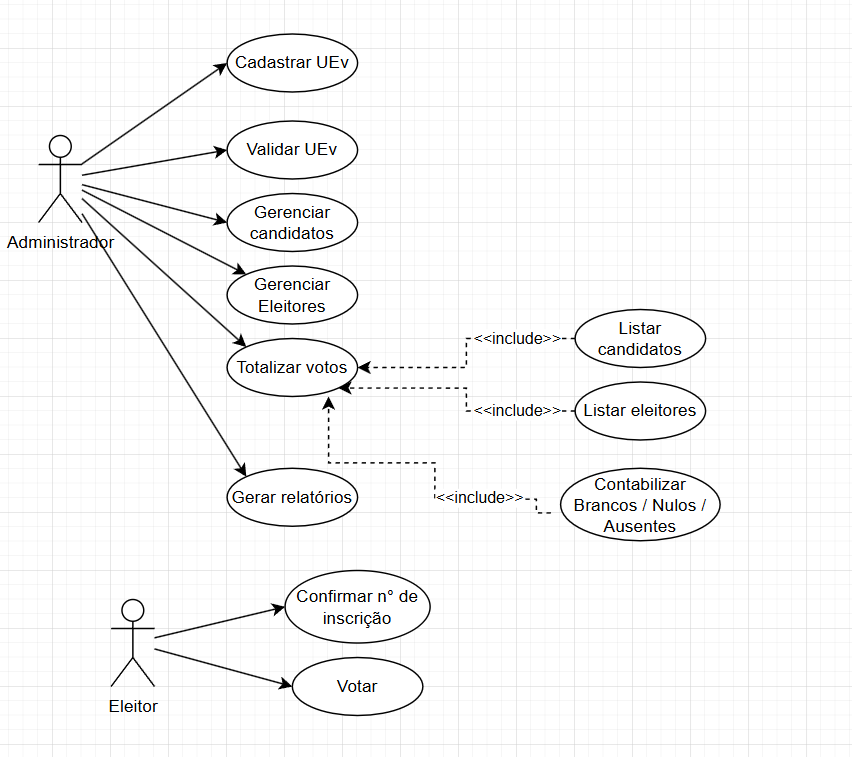 Cadastrar UEv
Validar UEv
Gerenciar
candidatos
Administrador
Gerenciar
Eleitores
Totalizar votos
<<include>>
Listar
candidatos
<<include>>
Listar eleitores
Gerar relatórios
<<include>>
Contabilizar
Brancos / Nulos /
Ausentes
Confirmar n° de
inscrição
Votar
Eleitor